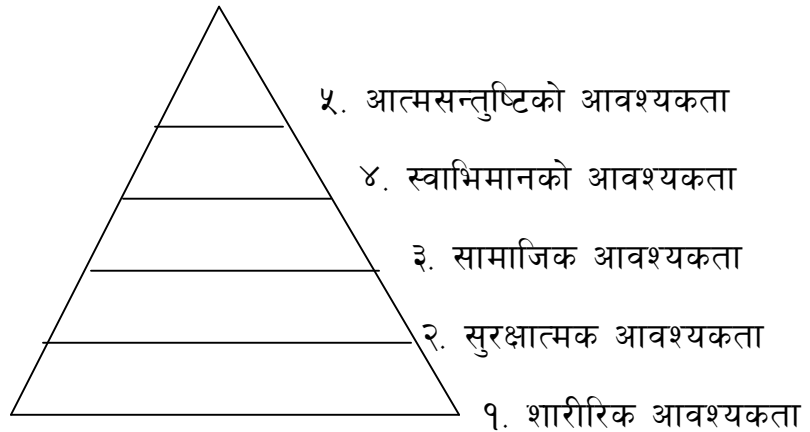 ५. आत्मसन्तुष्टिको आवश्यकता
४. स्वाभिमानको आवश्यकता
३. सामाजिक आवश्यकता
२. सुरक्षात्मक आवश्यकता
१. शारीरिक आवश्यकता